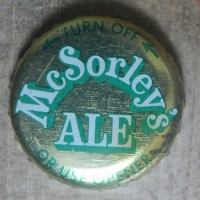 TURN OFF
McSorley's
ALE
OR USE OPENER